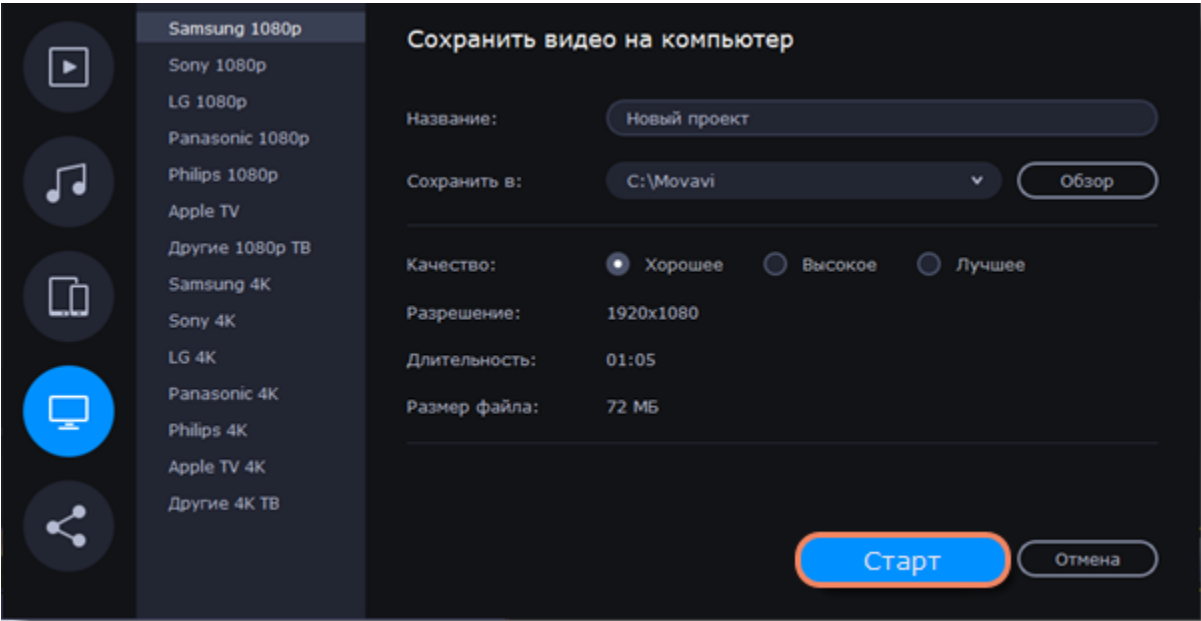 Samsung 1080p
Sony 1080p
LG 1080p
Panasonic 1080p
Philips 1080p
Apple TV
Другие 1080p ТВ
Samsung 4K
Sony 4K
LG 4K
Panasonic 4K
Philips 4K
Apple TV 4K
Другие 4K ТВ
Сохранить видео на компьютер
Название: Новый проект
Сохранить в: C:\Movavi Обзор
Качество: Хорошее Высокое Лучшее
Разрешение: 1920x1080
Длительность: 01:05
Размер файла: 72 МБ
Старт Отмена